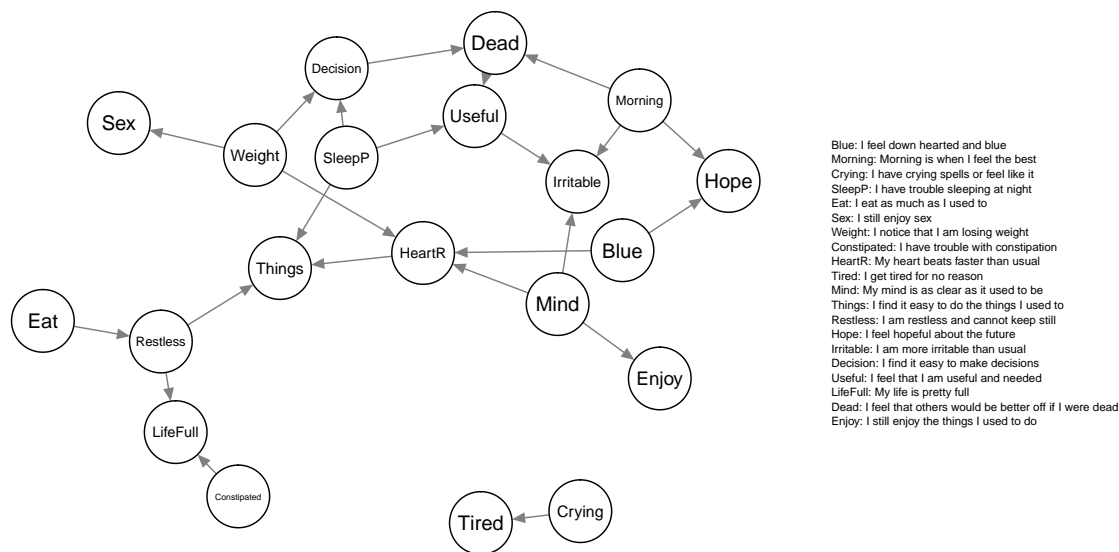 Dead
Decision
Morning
Sex
Useful
Weight
SleepP
Irritable
Hope
Blue
HeartR
Things
Mind
Eat
Restless
Enjoy
LifeFull
Constipated
Tired
Crying
Blue: I feel down hearted and blue
Morning: Morning is when I feel the best
Crying: I have crying spells or feel like it
SleepP: I have trouble sleeping at night
Eat: I eat as much as I used to
Sex: I still enjoy sex
Weight: I notice that I am losing weight
Constipated: I have trouble with constipation
HeartR: My heart beats faster than usual
Tired: I get tired for no reason
Mind: My mind is as clear as it used to be
Things: I find it easy to do the things I used to
Restless: I am restless and cannot keep still
Hope: I feel hopeful about the future
Irritable: I am more irritable than usual
Decision: I find it easy to make decisions
Useful: I feel that I am useful and needed
LifeFull: My life is pretty full
Dead: I feel that others would be better off if I were dead
Enjoy: I still enjoy the things I used to do